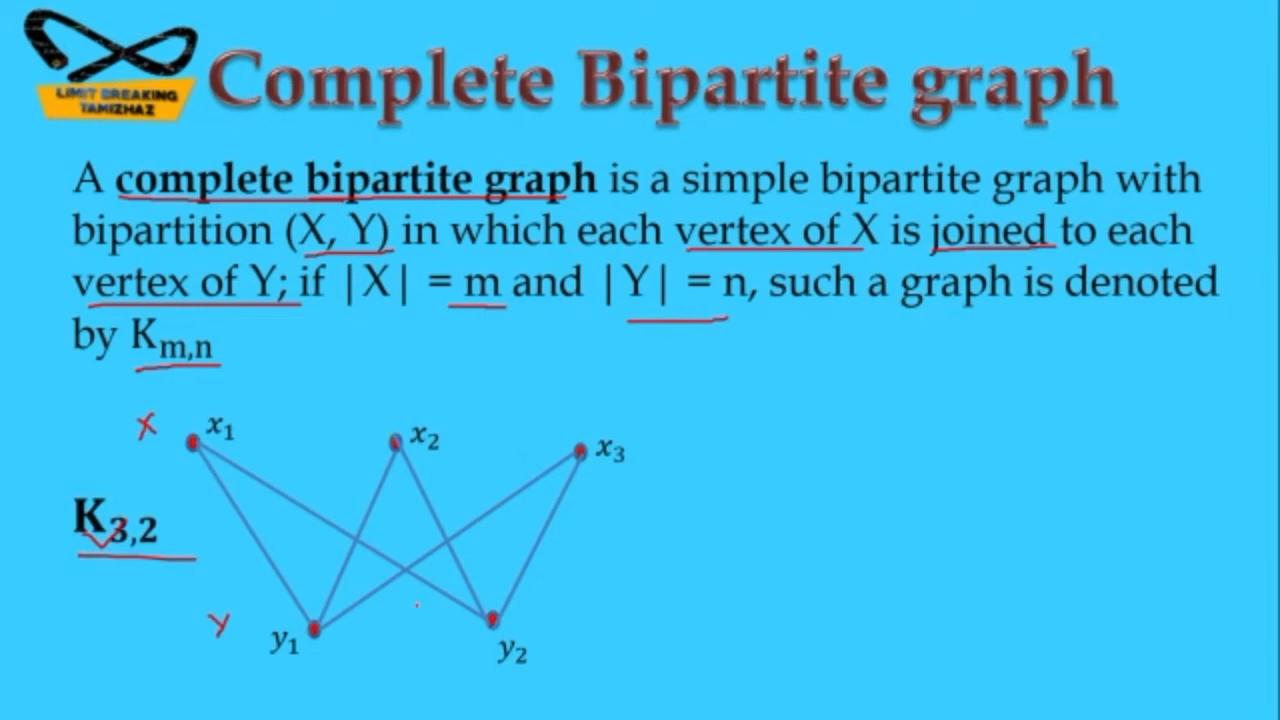 LIMIT BREAKING
TAMIZHAZ
Complete Bipartite graph
A complete bipartite graph is a simple bipartite graph with
bipartition (X, Y) in which each vertex of X is joined to each
vertex of Y; if |X| = m and |Y| = n, such a graph is denoted
by Kₘ,ₙ
X
x₁
x₂
x₃
K₃,₂
Y
y₁
y₂